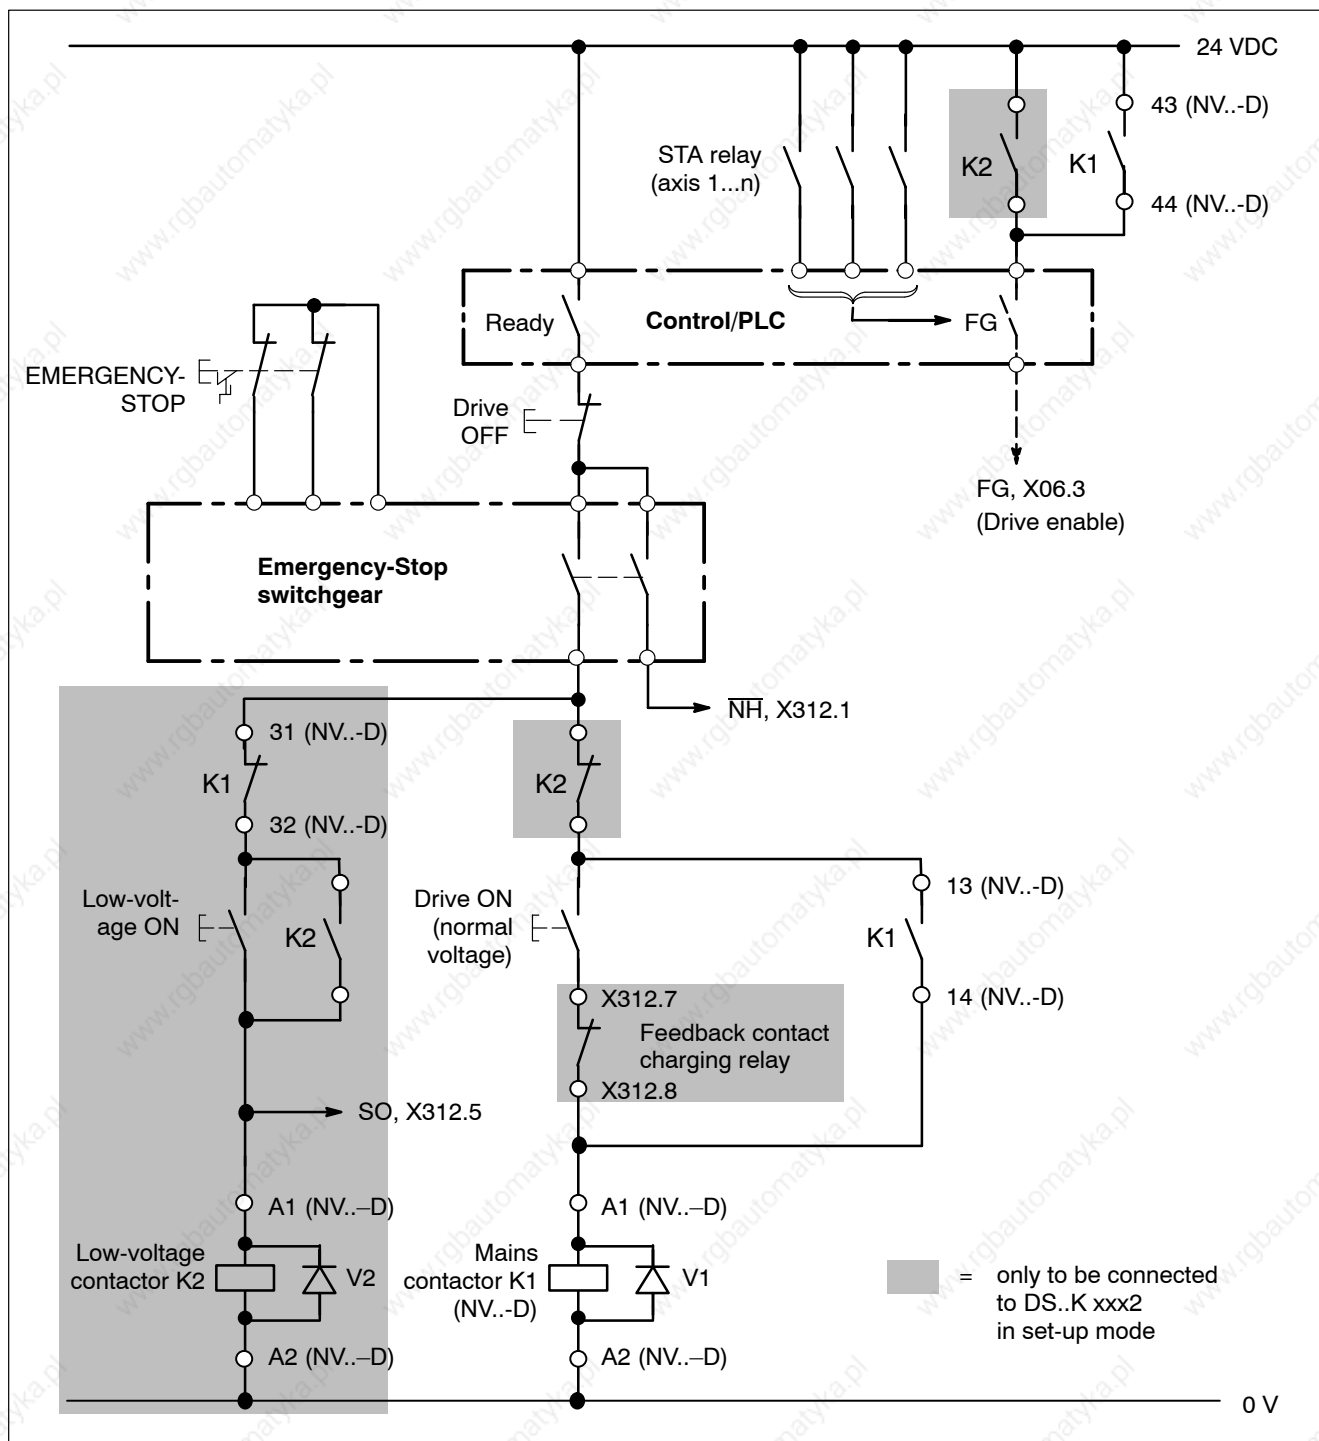 24 VDC
43 (NV..-D)
STA relay
(axis 1...n)
K2
K1
44 (NV..-D)
Ready
Control/PLC
FG
EMERGENCY-
STOP
Drive
OFF
FG, X06.3
(Drive enable)
Emergency-Stop
switchgear
NH, X312.1
31 (NV..-D)
K1
K2
32 (NV..-D)
Low-volt-
age ON
K2
Drive ON
(normal
voltage)
13 (NV..-D)
K1
14 (NV..-D)
X312.7
Feedback contact
charging relay
X312.8
SO, X312.5
A1 (NV..–D)
A1 (NV..–D)
Low-voltage
contactor K2
V2
Mains
contactor K1
(NV..-D)
V1
A2 (NV..–D)
A2 (NV..–D)
= only to be connected
to DS..K xxx2
in set-up mode
0 V
www.rgbautomatyka.pl